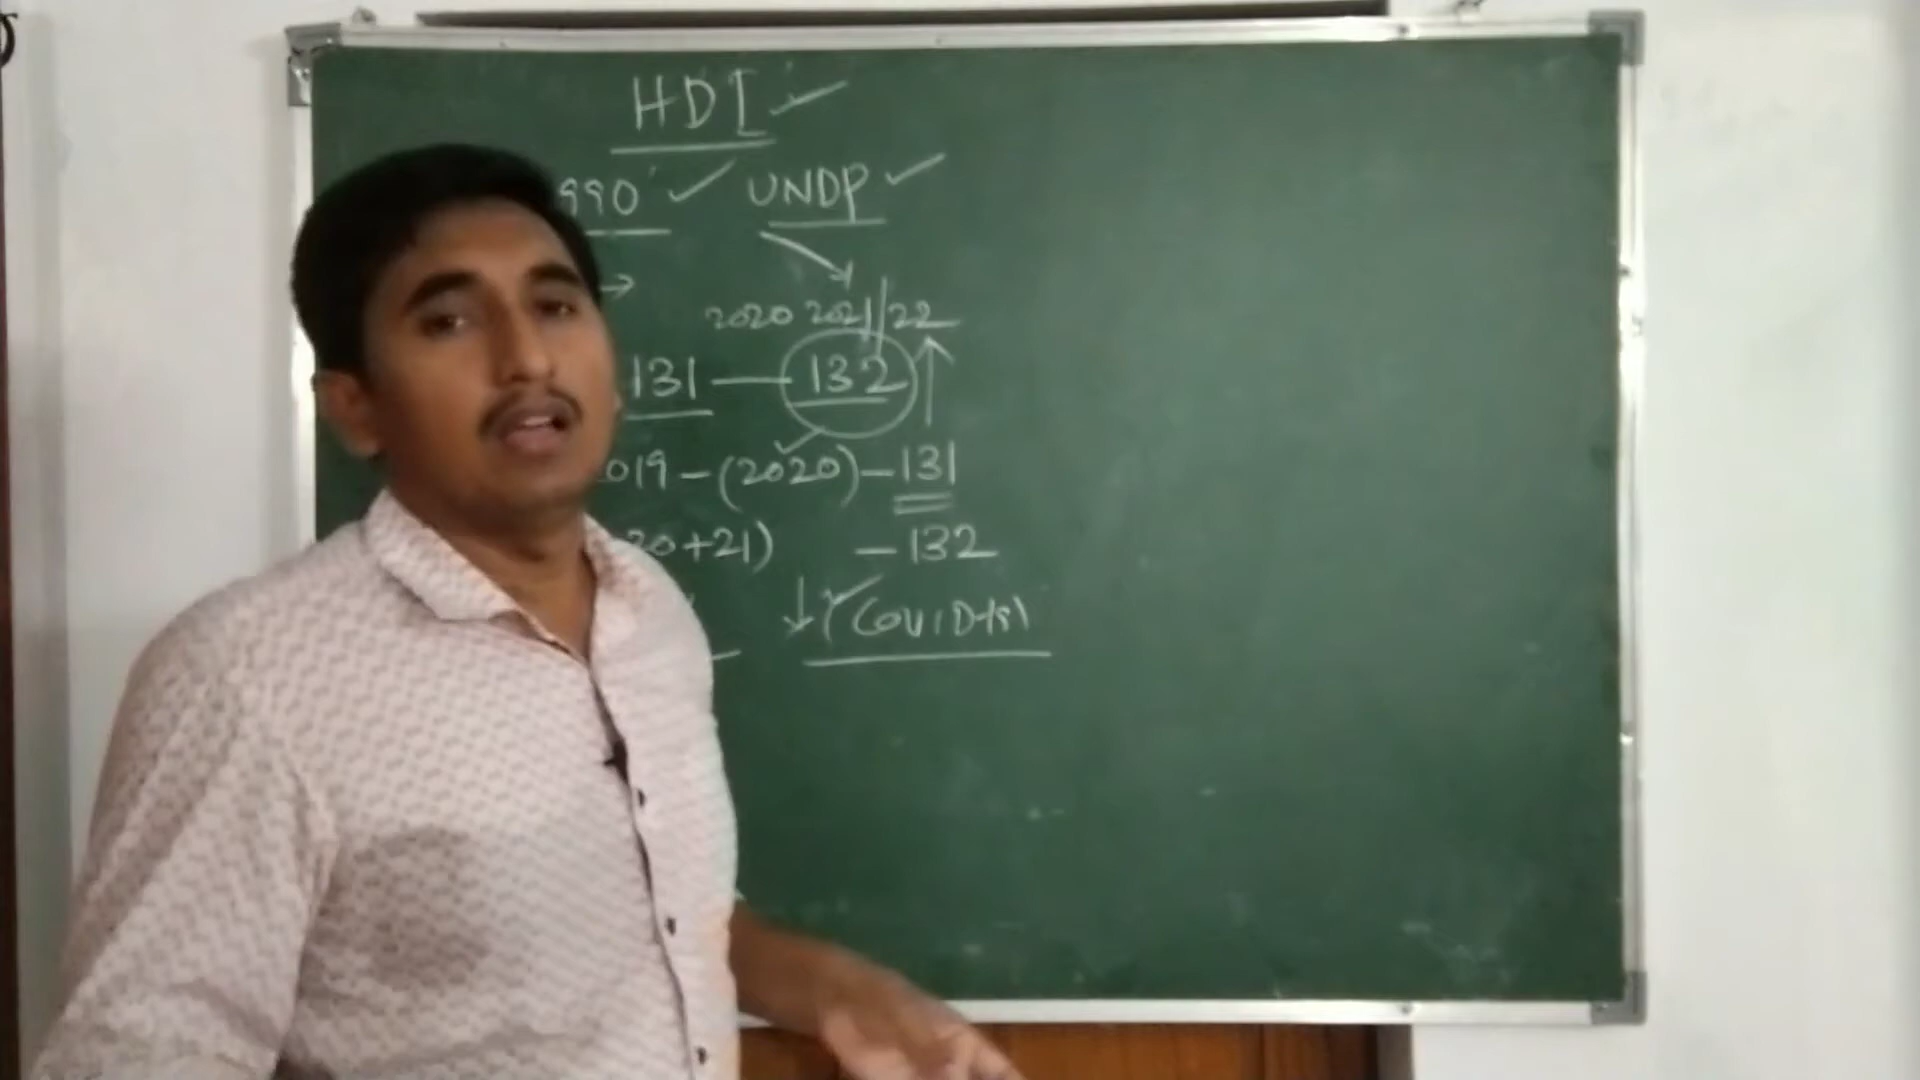 HDI
990 UNDP
2020 2021/22
131 — 132
019 - (2020) - 131
20+21) - 132
(COVID-19)